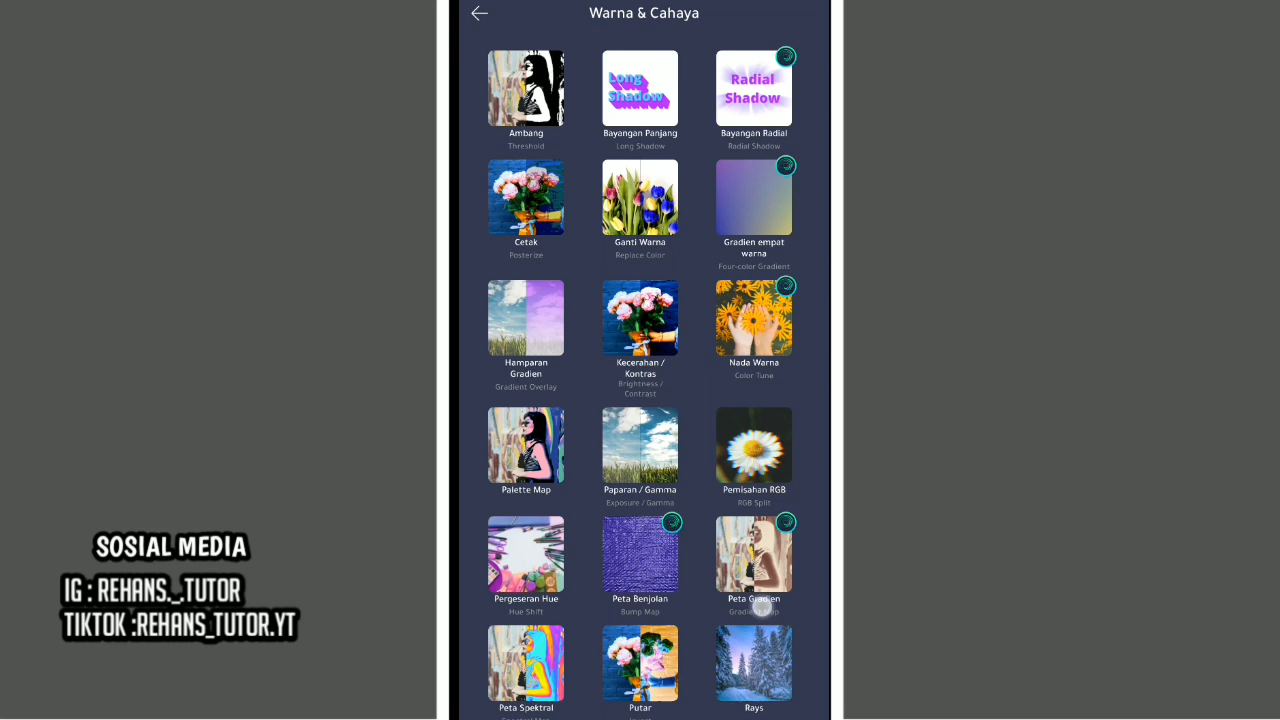 Warna & Cahaya
Long
Shadow
Radial
Shadow
Ambang
Bayangan Panjang
Bayangan Radial
Threshold
Long Shadow
Radial Shadow
Cetak
Ganti Warna
Gradien empat
warna
Posterize
Replace Color
Four-color Gradient
Hamparan
Gradien
Kecerahan /
Kontras
Nada Warna
Gradient Overlay
Brightness /
Contrast
Color Tune
Palette Map
Paparan / Gamma
Pemisahan RGB
Exposure / Gamma
RGB Split
Pergeseran Hue
Peta Benjolan
Peta Gradien
Hue Shift
Bump Map
Gradient Map
Peta Spektral
Putar
Rays
SOSIAL MEDIA
IG : REHANS._.TUTOR
TIKTOK :REHANS_TUTOR.YT